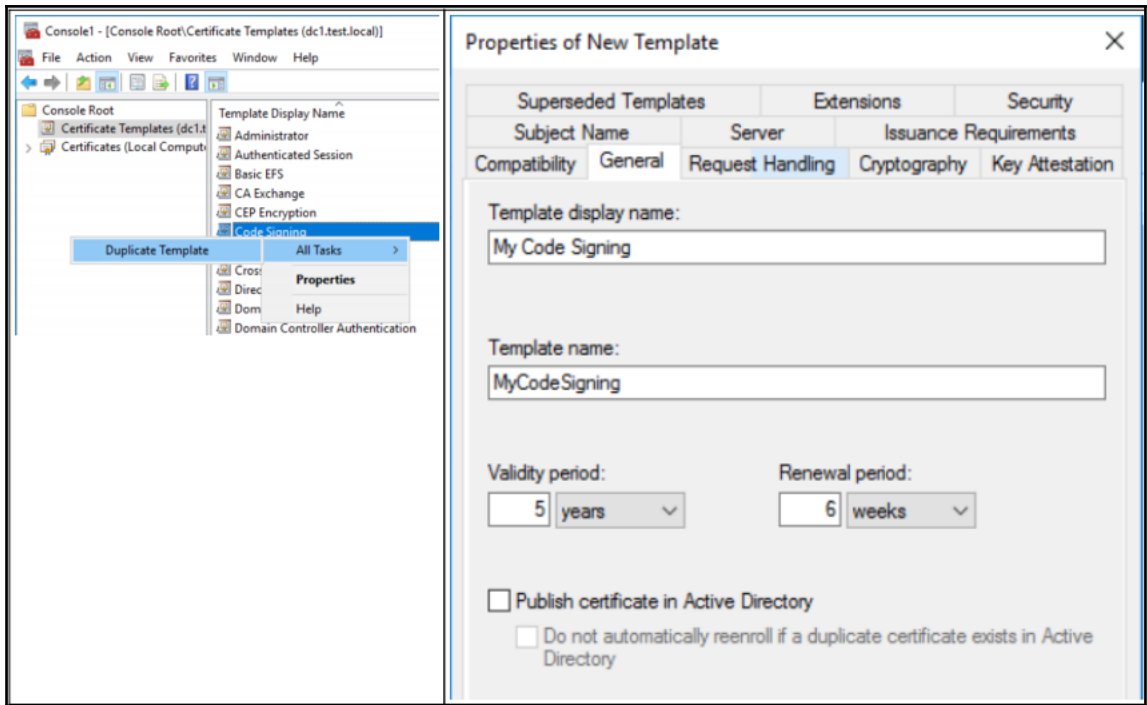 Console1 - [Console Root\Certificate Templates (dc1.test.local)]
File Action View Favorites Window Help
Console Root
Certificate Templates (dc1.t
Certificates (Local Comput
Template Display Name
Administrator
Authenticated Session
Basic EFS
CA Exchange
CEP Encryption
Code Signing
Duplicate Template
All Tasks
Cross
Properties
Direc
Dom
Help
Domain Controller Authentication
Properties of New Template
Superseded Templates Extensions Security
Subject Name Server Issuance Requirements
Compatibility General Request Handling Cryptography Key Attestation
Template display name:
My Code Signing
Template name:
MyCodeSigning
Validity period: Renewal period:
5 years 6 weeks
Publish certificate in Active Directory
Do not automatically reenroll if a duplicate certificate exists in Active
Directory